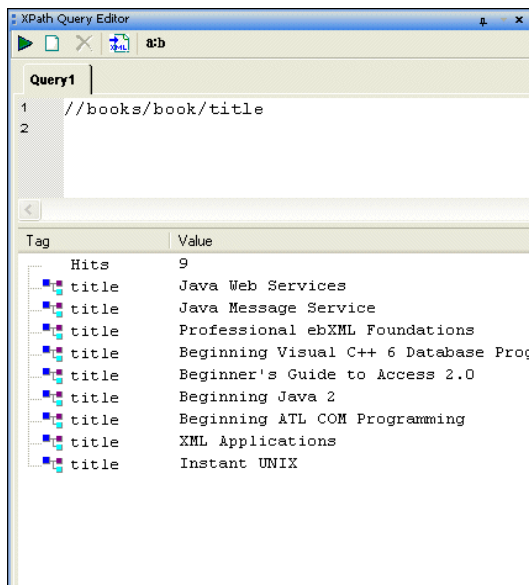 XPath Query Editor
XML a:b
Query1
1 //books/book/title
2
Tag Value
Hits 9
title Java Web Services
title Java Message Service
title Professional ebXML Foundations
title Beginning Visual C++ 6 Database Prog
title Beginner's Guide to Access 2.0
title Beginning Java 2
title Beginning ATL COM Programming
title XML Applications
title Instant UNIX